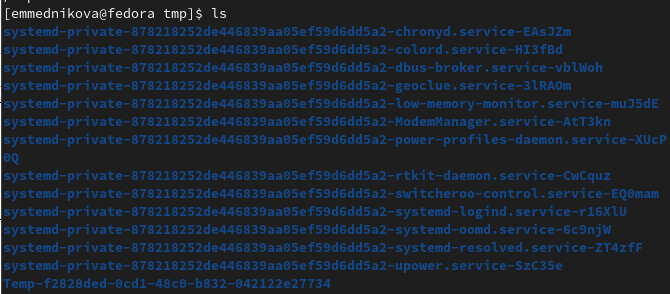 [emmednikova@fedora tmp]$ ls
systemd-private-878218252de446839aa05ef59d6dd5a2-chronyd.service-EAsJZm
systemd-private-878218252de446839aa05ef59d6dd5a2-colord.service-HI3fBd
systemd-private-878218252de446839aa05ef59d6dd5a2-dbus-broker.service-vblWoh
systemd-private-878218252de446839aa05ef59d6dd5a2-geoclue.service-3lRAOm
systemd-private-878218252de446839aa05ef59d6dd5a2-low-memory-monitor.service-muJ5dE
systemd-private-878218252de446839aa05ef59d6dd5a2-ModemManager.service-AtT3kn
systemd-private-878218252de446839aa05ef59d6dd5a2-power-profiles-daemon.service-XUcP
0Q
systemd-private-878218252de446839aa05ef59d6dd5a2-rtkit-daemon.service-CwCquz
systemd-private-878218252de446839aa05ef59d6dd5a2-switcheroo-control.service-EQ0mam
systemd-private-878218252de446839aa05ef59d6dd5a2-systemd-logind.service-r16XlU
systemd-private-878218252de446839aa05ef59d6dd5a2-systemd-oomd.service-6c9njW
systemd-private-878218252de446839aa05ef59d6dd5a2-systemd-resolved.service-ZT4zfF
systemd-private-878218252de446839aa05ef59d6dd5a2-upower.service-SzC35e
Temp-f2828ded-0cd1-48c0-b832-042122e27734